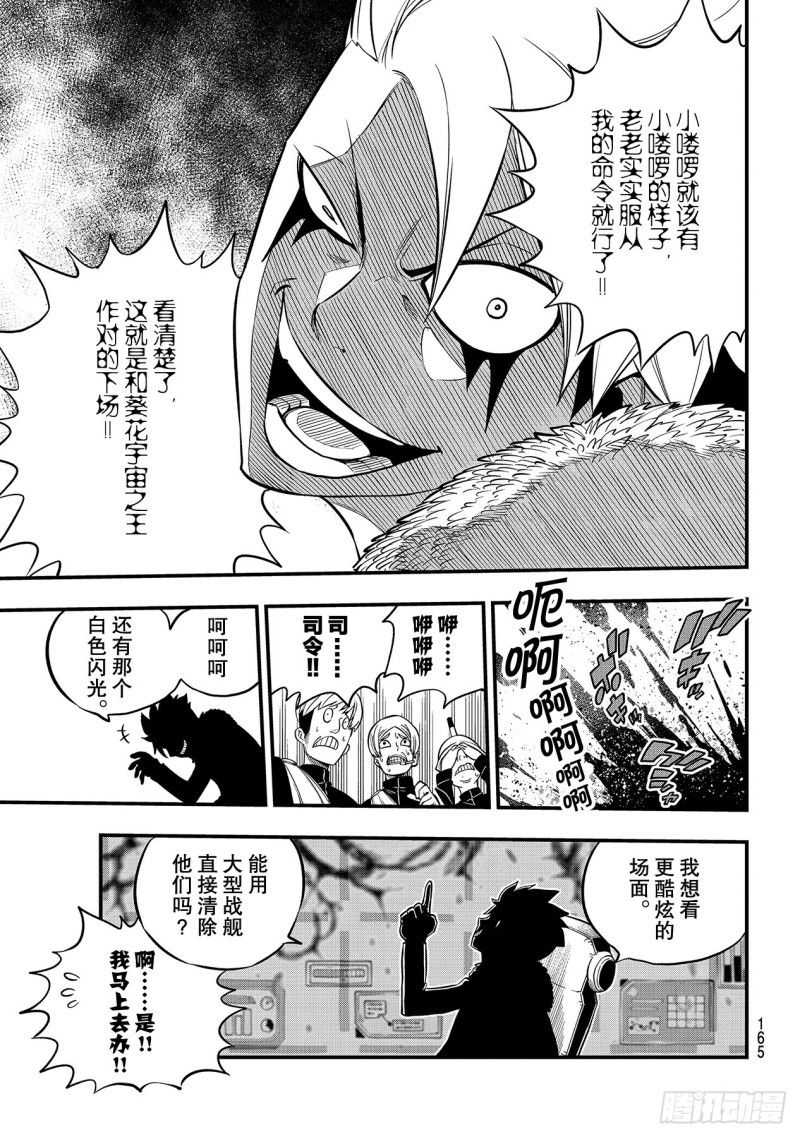 小喽啰就该有
小喽啰的样子，
老老实实服从
我的命令就行了!!
看清楚了，
这就是和葵花宇宙之王
作对的下场!!
呃啊啊啊啊啊
咿……
咿咿咿
司……
司令!!
呵呵呵
还有那个
白色闪光。
我想看
更酷炫的
场面。
能用
大型战舰
直接清除
他们吗？
啊……是!!
我马上去办!!
165
腾讯动漫